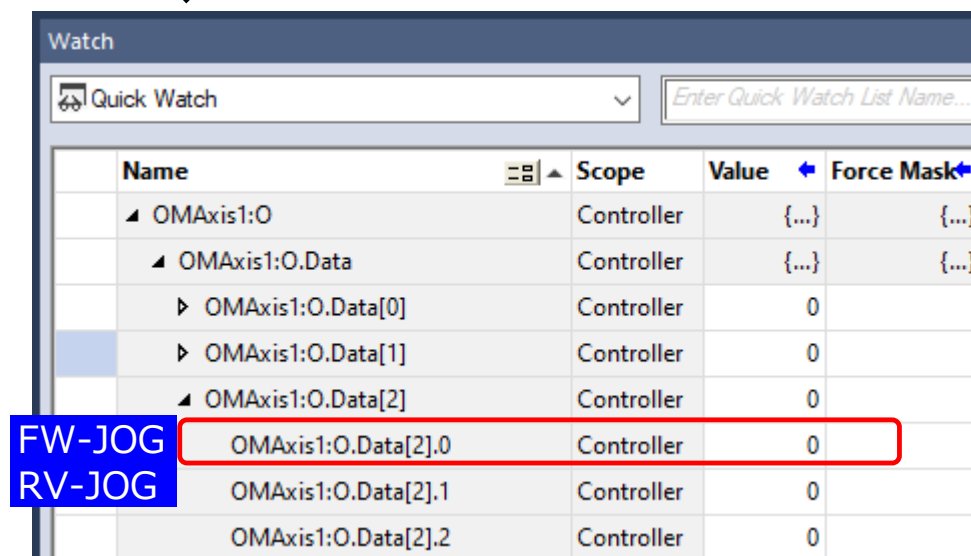 Watch
Quick Watch Enter Quick Watch List Name...
Name Scope Value Force Mask
OMAxis1:O Controller {...} {...}
OMAxis1:O.Data Controller {...} {...}
OMAxis1:O.Data[0] Controller 0
OMAxis1:O.Data[1] Controller 0
OMAxis1:O.Data[2] Controller 0
FW-JOG OMAxis1:O.Data[2].0 Controller 0
RV-JOG OMAxis1:O.Data[2].1 Controller 0
OMAxis1:O.Data[2].2 Controller 0